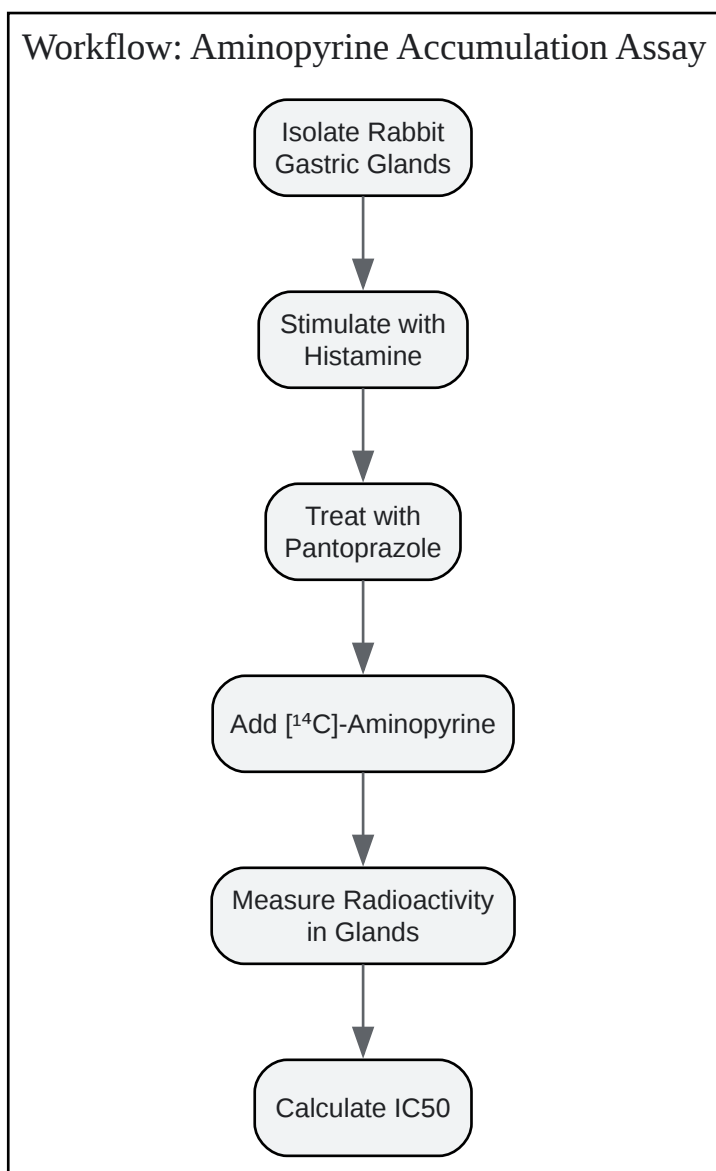 Workflow: Aminopyrine Accumulation Assay
Isolate Rabbit
Gastric Glands
Stimulate with
Histamine
Treat with
Pantoprazole
Add [¹⁴C]-Aminopyrine
Measure Radioactivity
in Glands
Calculate IC50